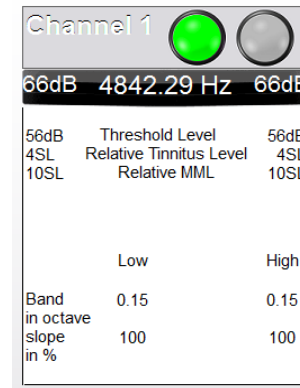 Channel 1
66dB 4842.29 Hz 66dB
56dB Threshold Level 56dB
4SL Relative Tinnitus Level 4SL
10SL Relative MML 10SL
Low High
Band 0.15 0.15
in octave
slope 100 100
in %